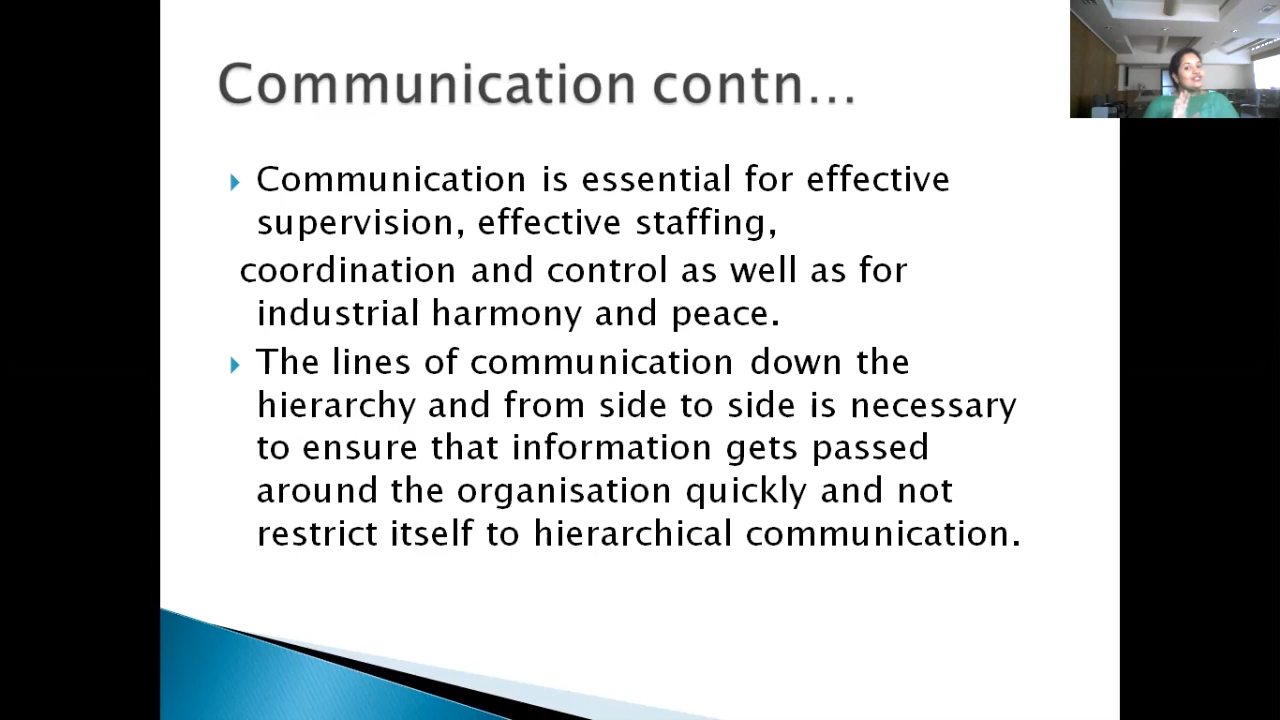 Communication contn...
Communication is essential for effective
supervision, effective staffing,
coordination and control as well as for
industrial harmony and peace.
The lines of communication down the
hierarchy and from side to side is necessary
to ensure that information gets passed
around the organisation quickly and not
restrict itself to hierarchical communication.